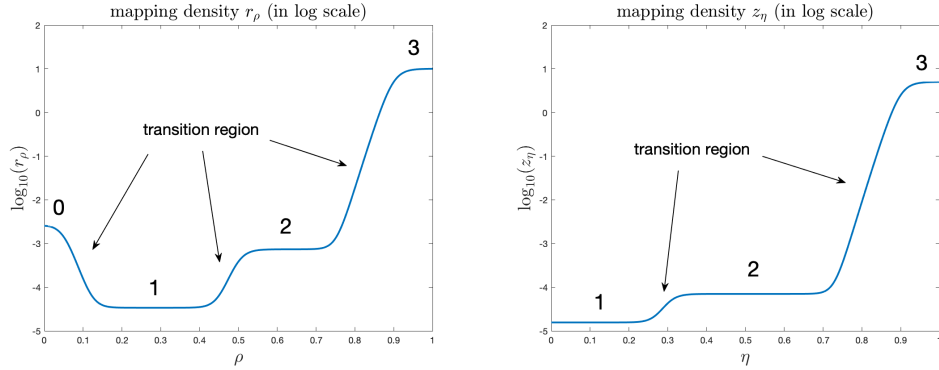 mapping density r_ρ (in log scale)
3
transition region
0
2
1
log₁₀(r_ρ)
2
1
0
-1
-2
-3
-4
-5
0 0.1 0.2 0.3 0.4 0.5 0.6 0.7 0.8 0.9 1
ρ
mapping density z_η (in log scale)
3
transition region
2
1
log₁₀(z_η)
2
1
0
-1
-2
-3
-4
-5
0 0.1 0.2 0.3 0.4 0.5 0.6 0.7 0.8 0.9 1
η